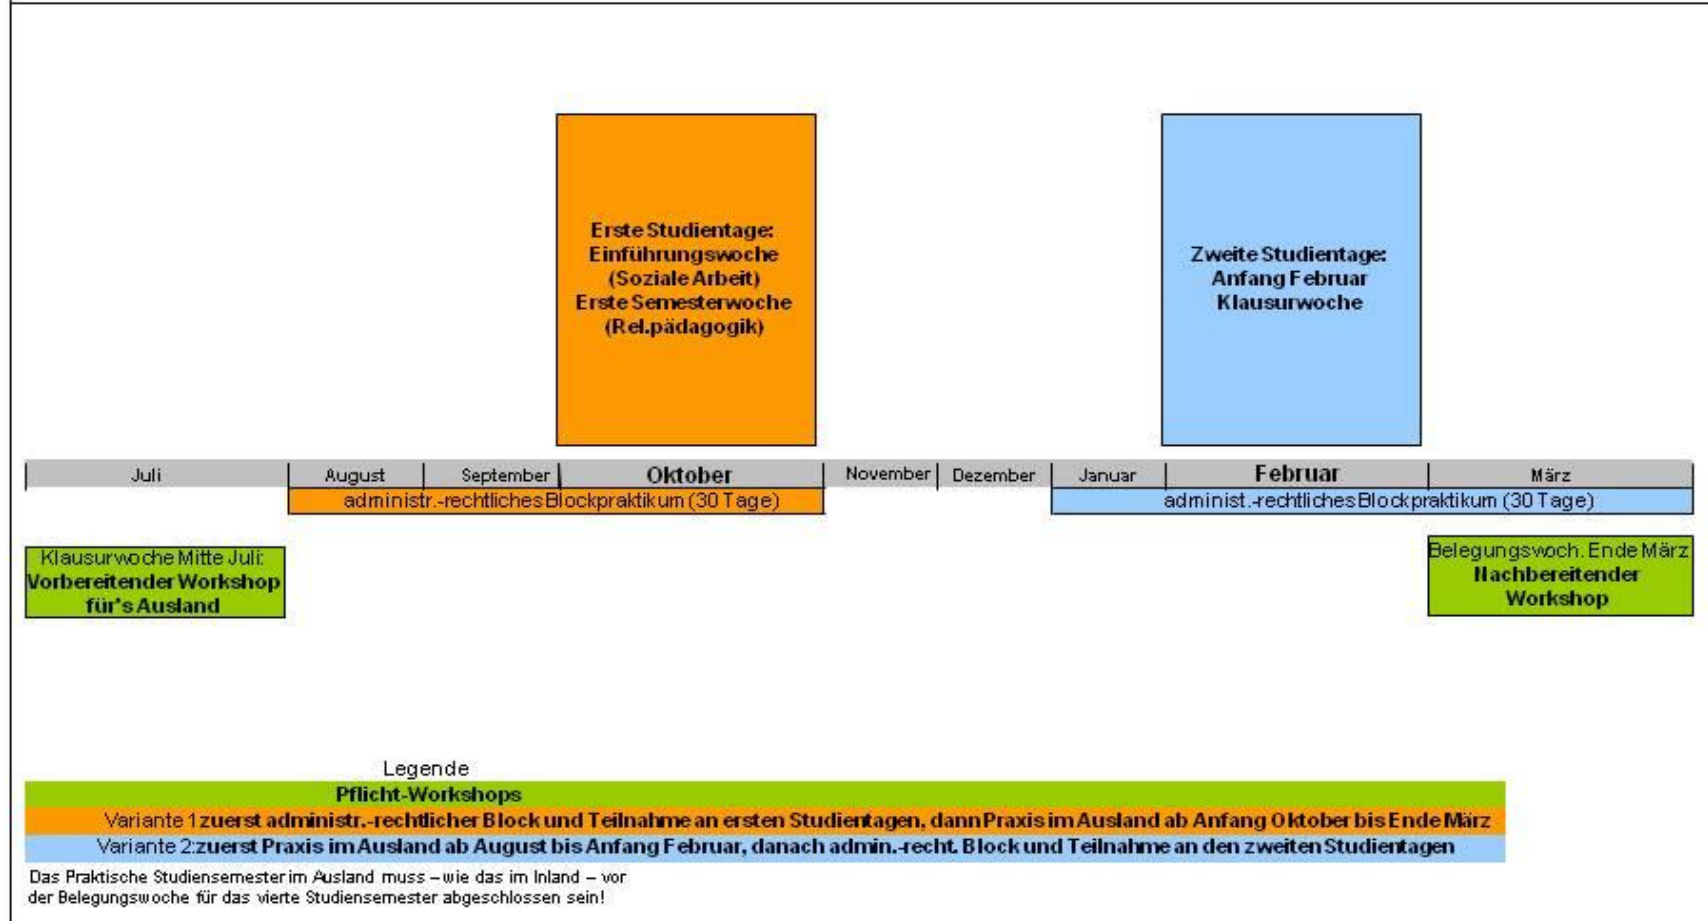 Erste Studientage:
Einführungswoche
(Soziale Arbeit)
Erste Semesterwoche
(Rel.pädagogik)
Zweite Studientage:
Anfang Februar
Klausurwoche
Juli August September Oktober November Dezember Januar Februar März
administr.-rechtliches Blockpraktikum (30 Tage)
administ.-rechtliches Blockpraktikum (30 Tage)
Klausurwoche Mitte Juli:
Vorbereitender Workshop
für's Ausland
Belegungswoch. Ende März
Nachbereitender
Workshop
Legende
Pflicht-Workshops
Variante 1:zuerst administr.-rechtlicher Block und Teilnahme an ersten Studientagen, dann Praxis im Ausland ab Anfang Oktober bis Ende März
Variante 2:zuerst Praxis im Ausland ab August bis Anfang Februar, danach admin.-recht. Block und Teilnahme an den zweiten Studientagen
Das Praktische Studiensemester im Ausland muss – wie das im Inland – vor
der Belegungswoche für das vierte Studiensemester abgeschlossen sein!